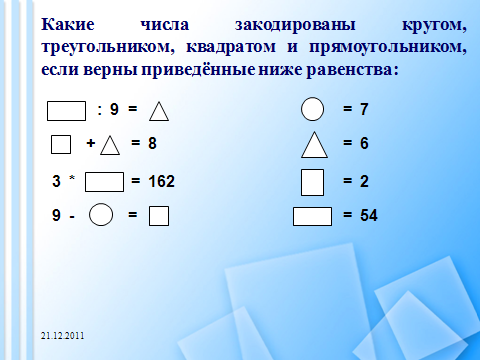 Какие числа закодированы кругом,
треугольником, квадратом и прямоугольником,
если верны приведённые ниже равенства:
: 9 =
= 7
+ = 8
= 6
3 * = 162
= 2
9 - =
= 54
21.12.2011